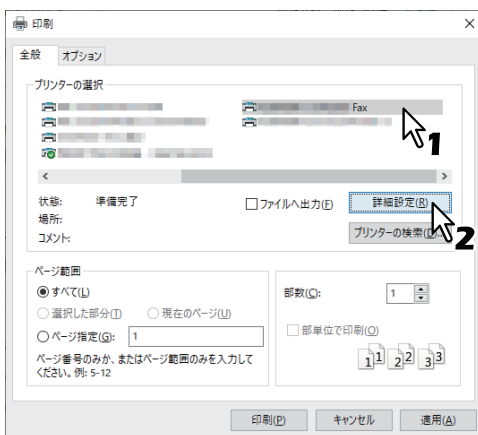 印刷
全般 オプション
プリンターの選択
Fax
1
状態: 準備完了
ファイルへ出力(F) 詳細設定(R)
場所:
コメント:
プリンターの検索(D)...
2
ページ範囲
すべて(L)
選択した部分(T) 現在のページ(U)
ページ指定(G): 1
ページ番号のみか、またはページ範囲のみを入力して
ください。例: 5-12
部数(C): 1
部単位で印刷(O)
1 1 2 2 3 3
印刷(P) キャンセル 適用(A)